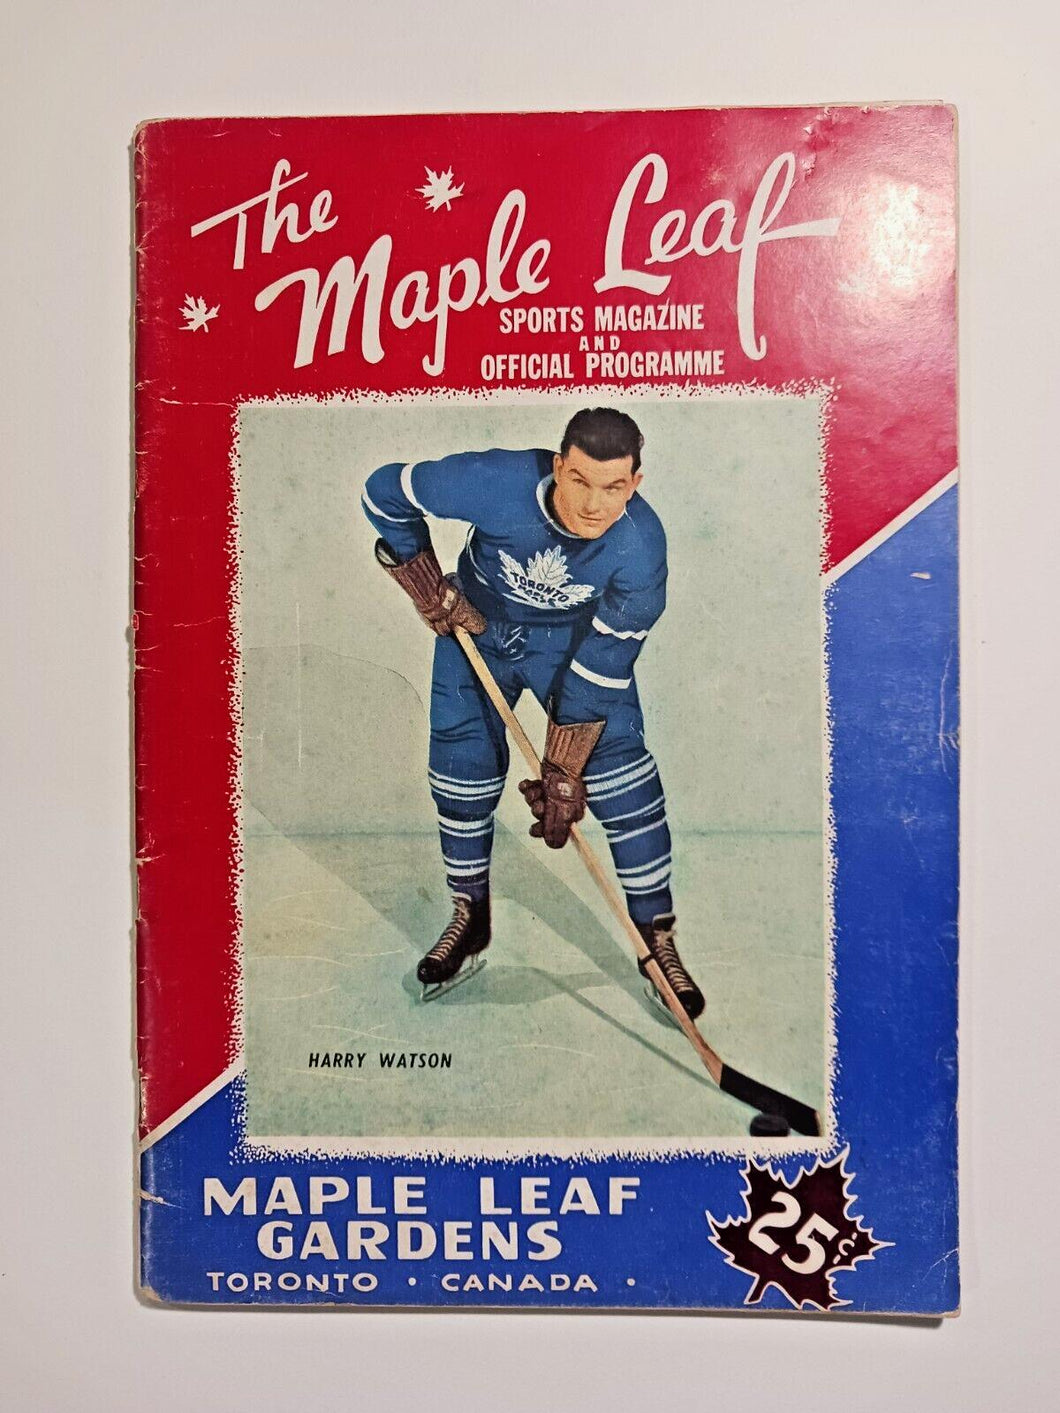 The
Maple Leaf
SPORTS MAGAZINE
AND
OFFICIAL PROGRAMME
TORONTO
HARRY WATSON
MAPLE LEAF
GARDENS
TORONTO • CANADA •
25¢